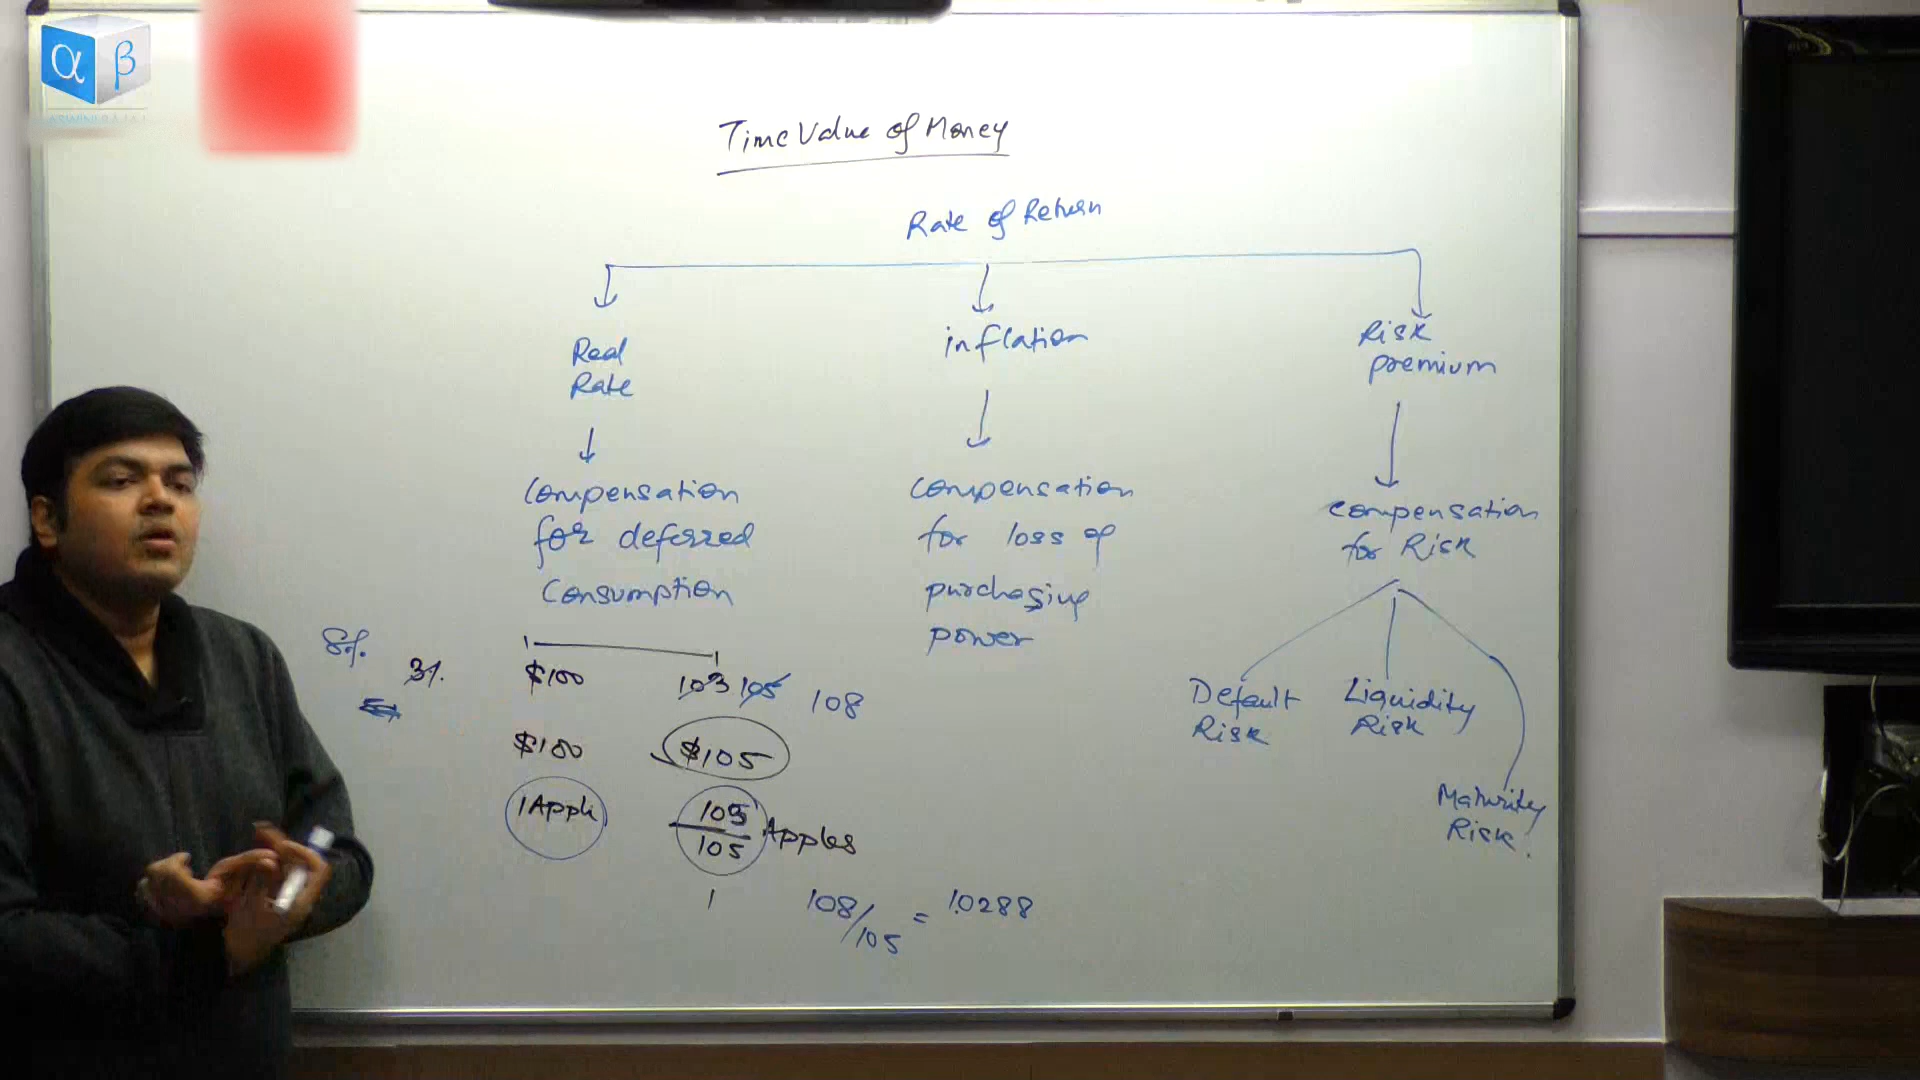 α β
Time Value of Money
Rate of Return
Real
Rate
inflation
Risk
premium
Compensation
for deferred
Consumption
compensation
for loss of
purchasing
power
compensation
for Risk
8%. 3%.
$100 103 105 108
$100 $105
1 Apple 105/105 Apples
1 108/105 = 1.0288
Default
Risk
Liquidity
Risk
Maturity
Risk.